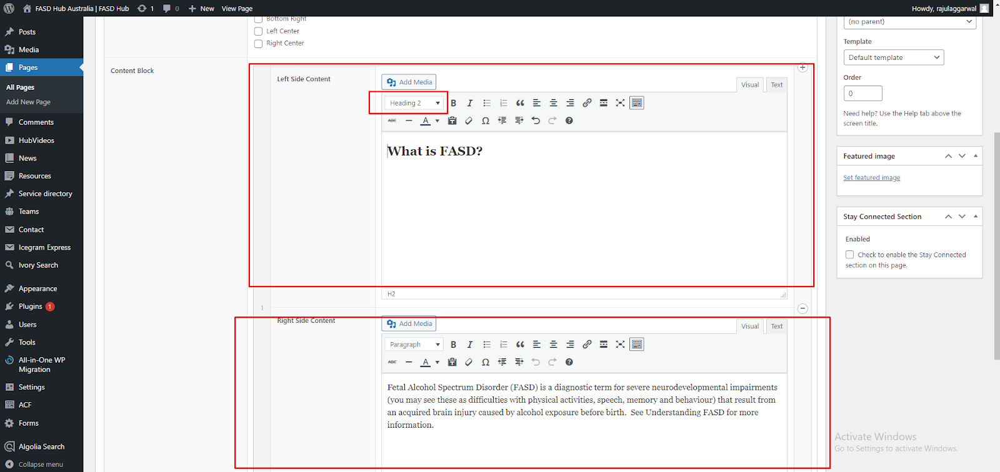 FASD Hub Australia | FASD Hub 1 0 New View Page Howdy, rajulaggarwal
Posts
Media
Pages
All Pages
Add New Page
Comments
HubVideos
News
Resources
Service directory
Teams
Contact
Icegram Express
Ivory Search
Appearance
Plugins 1
Users
Tools
All-in-One WP
Migration
Settings
ACF
Forms
Algolia Search
Collapse menu
Bottom Right
Left Center
Right Center
Content Block
1
Left Side Content
Add Media
Visual Text
Heading 2 B I
ABC A
What is FASD?
H2
Right Side Content
Add Media
Visual Text
Paragraph B I
ABC A
Fetal Alcohol Spectrum Disorder (FASD) is a diagnostic term for severe neurodevelopmental impairments
(you may see these as difficulties with physical activities, speech, memory and behaviour) that result from
an acquired brain injury caused by alcohol exposure before birth.  See Understanding FASD for more
information.
(no parent)
Template
Default template
Order
0
Need help? Use the Help tab above the
screen title.
Featured image
Set featured image
Stay Connected Section
Enabled
Check to enable the Stay Connected
section on this page.
Activate Windows
Go to Settings to activate Windows.